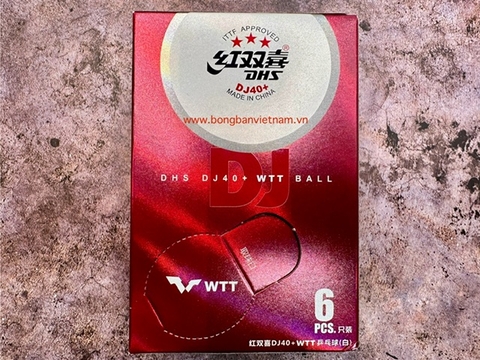 ITTF APPROVED
红双喜®
DHS
DJ40+
MADE IN CHINA
www.bongbanvietnam.vn
DJ
DHS DJ40+ WTT BALL
WTT
6
PCS. 只装
红双喜DJ40+WTT乒乓球(白)